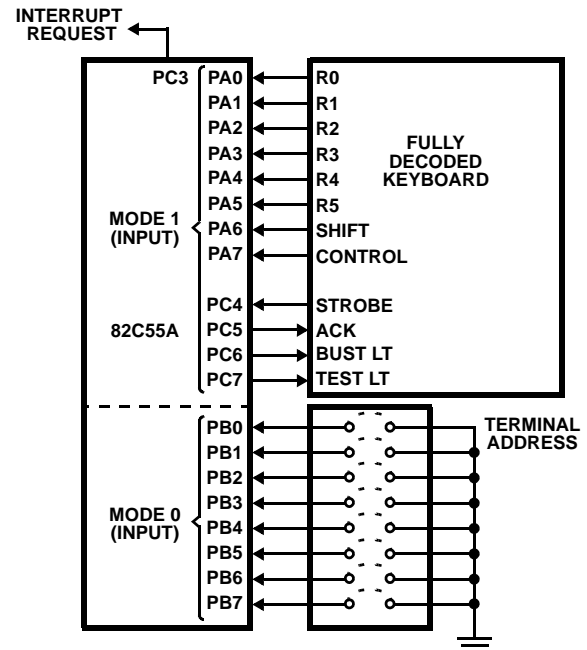 INTERRUPT
REQUEST
PC3 PA0 R0
PA1 R1
PA2 R2
PA3 R3
PA4 R4
PA5 R5
PA6 SHIFT
PA7 CONTROL
MODE 1
(INPUT)
FULLY
DECODED
KEYBOARD
PC4 STROBE
82C55A PC5 ACK
PC6 BUST LT
PC7 TEST LT
PB0
PB1
PB2
PB3
PB4
PB5
PB6
PB7
MODE 0
(INPUT)
TERMINAL
ADDRESS